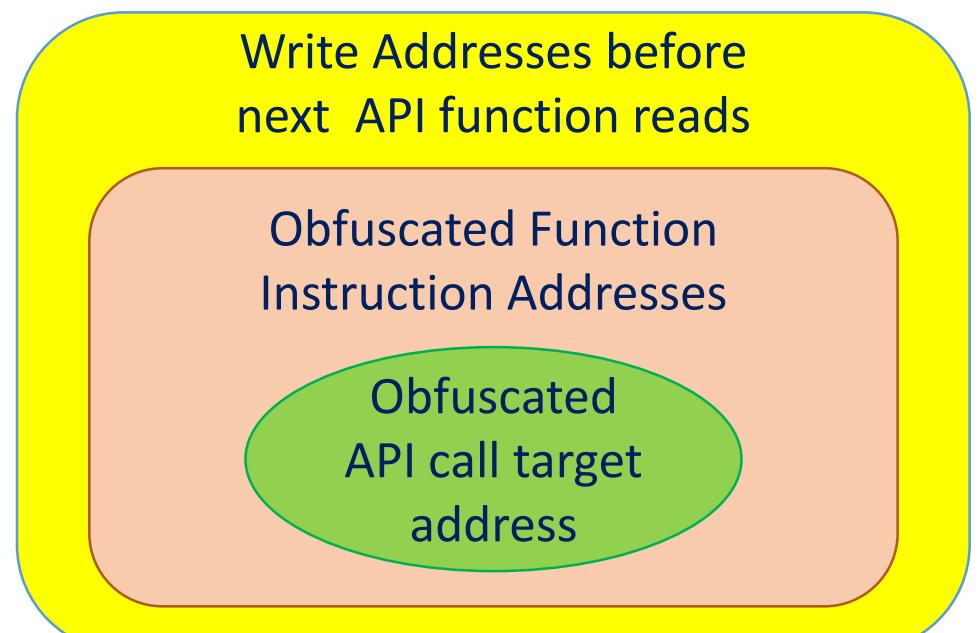 Write Addresses before
next  API function reads
Obfuscated Function
Instruction Addresses
Obfuscated
API call target
address